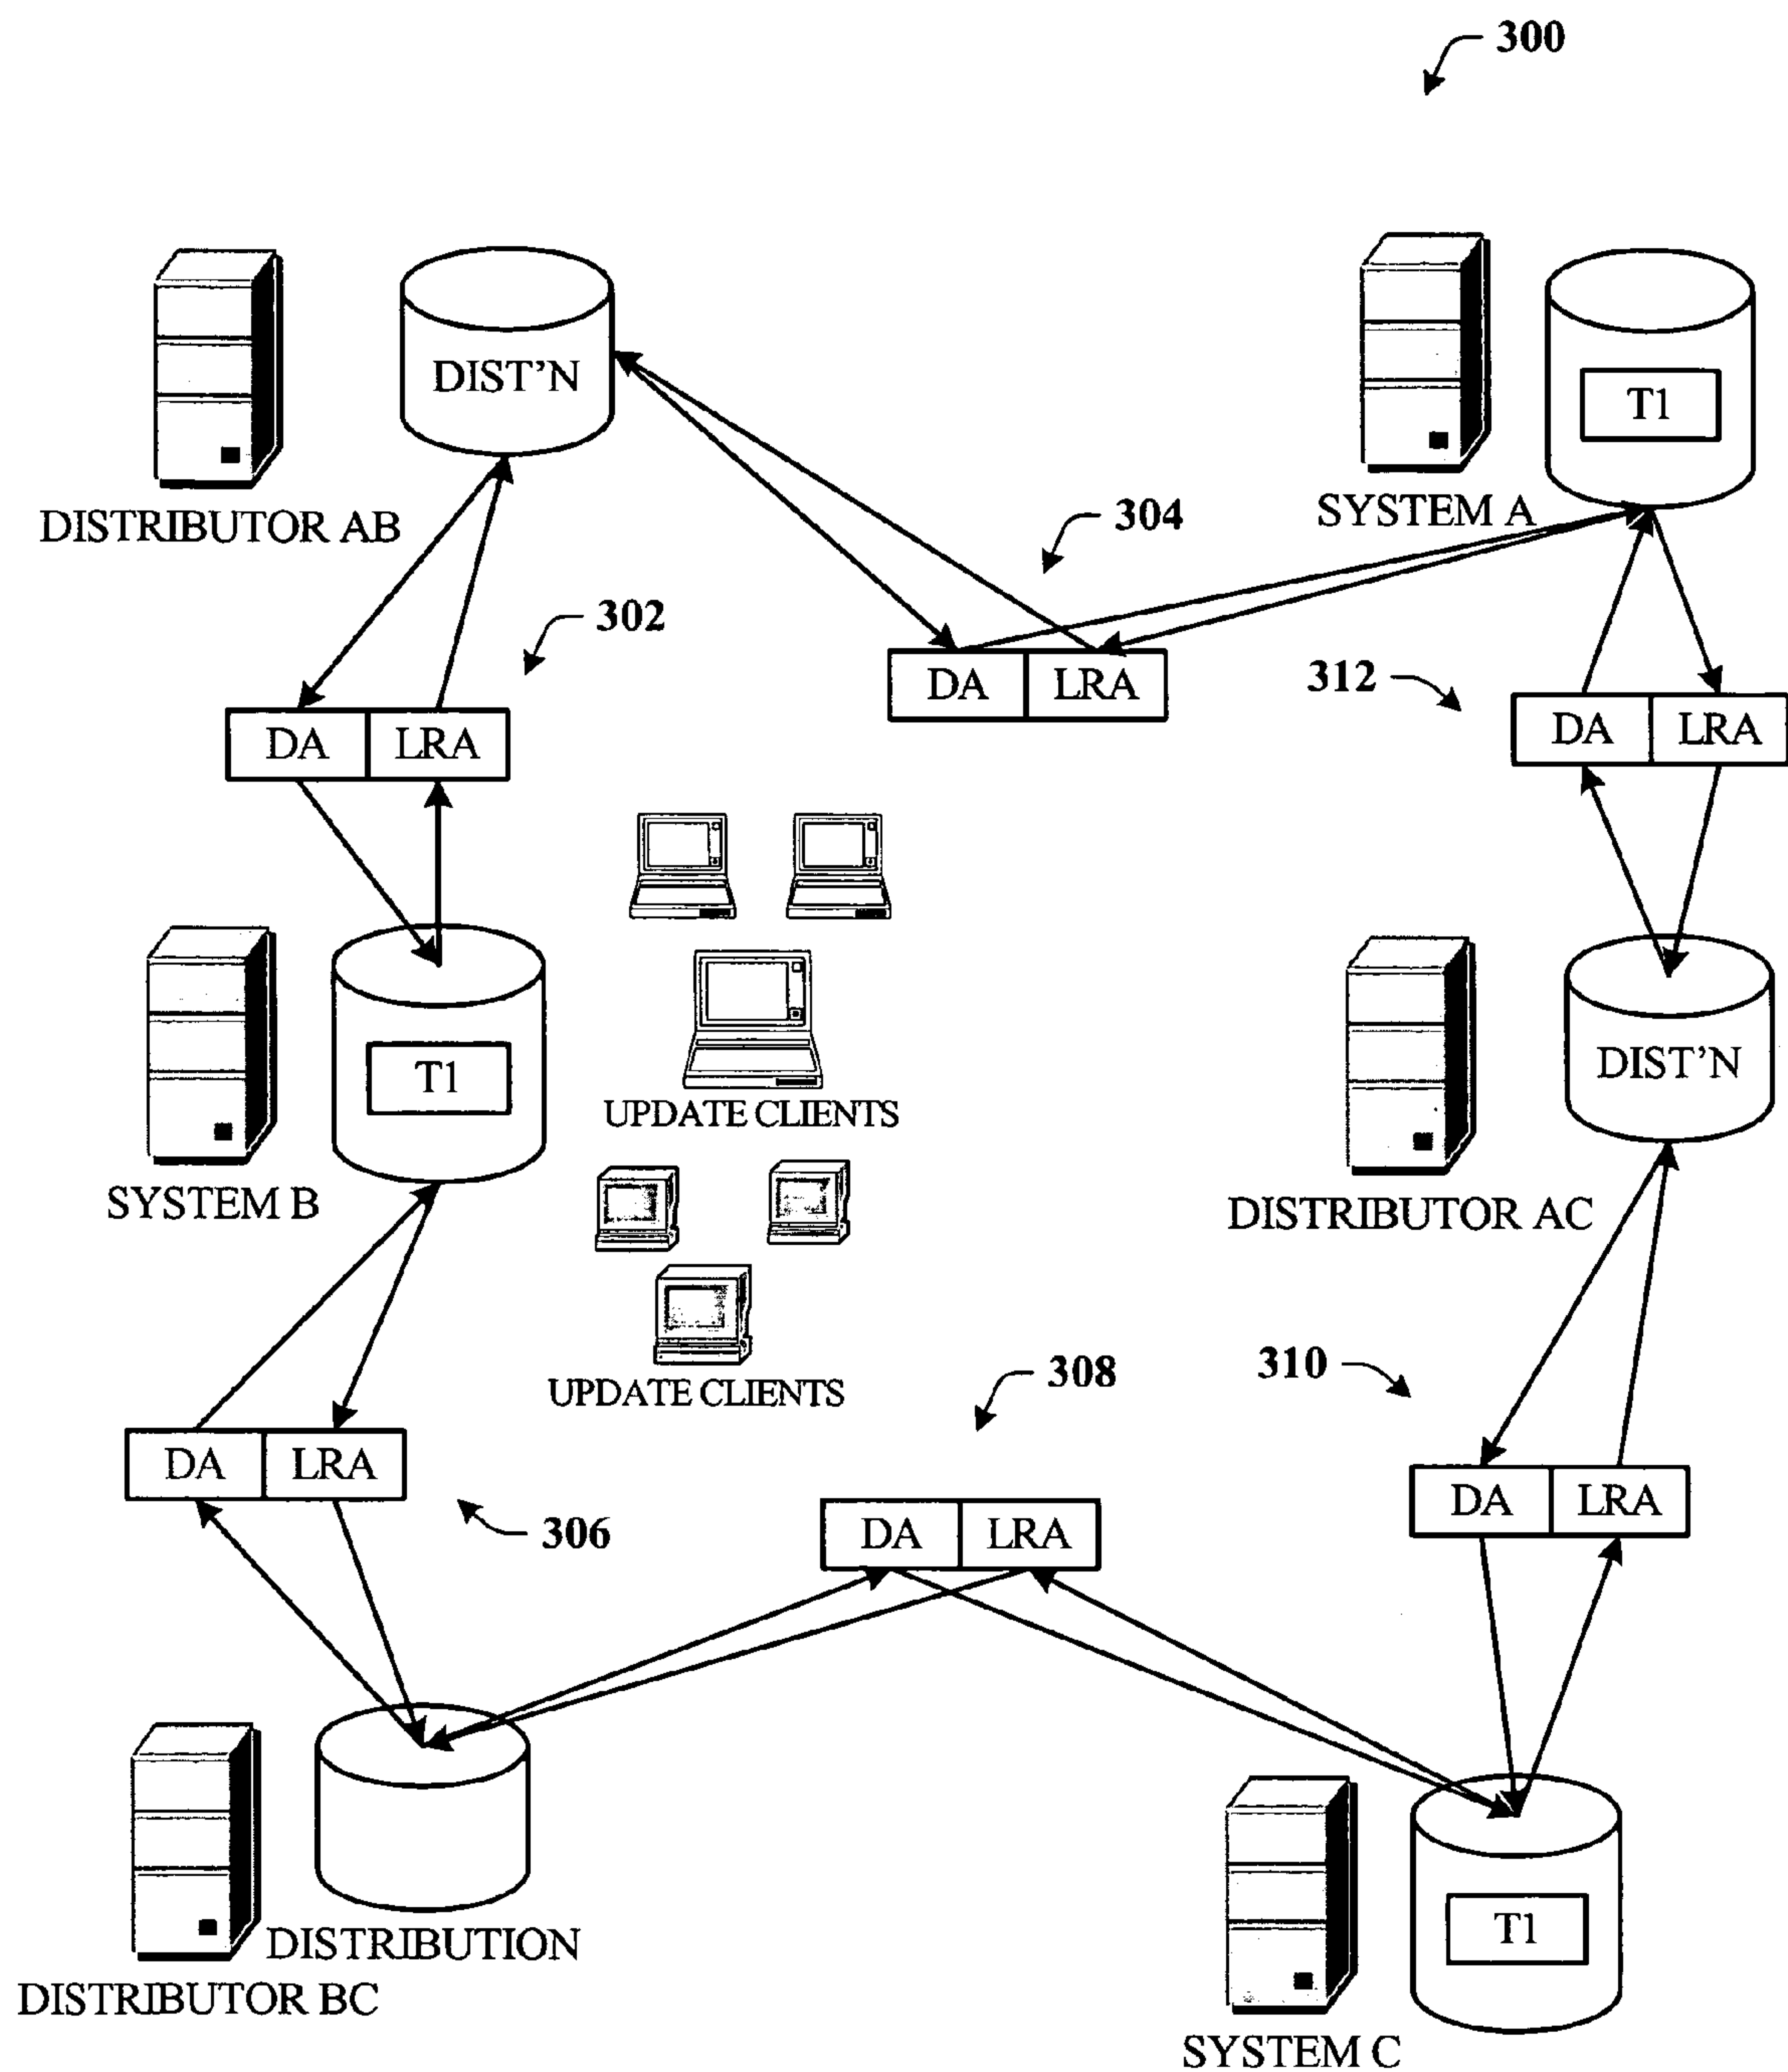 300
DIST'N
T1
DISTRIBUTOR AB
SYSTEM A
304
302
DA LRA
312
DA LRA
DA LRA
T1
UPDATE CLIENTS
DIST'N
SYSTEM B
DISTRIBUTOR AC
308
310
UPDATE CLIENTS
DA LRA
DA LRA
306
DA LRA
T1
DISTRIBUTION
DISTRIBUTOR BC
SYSTEM C